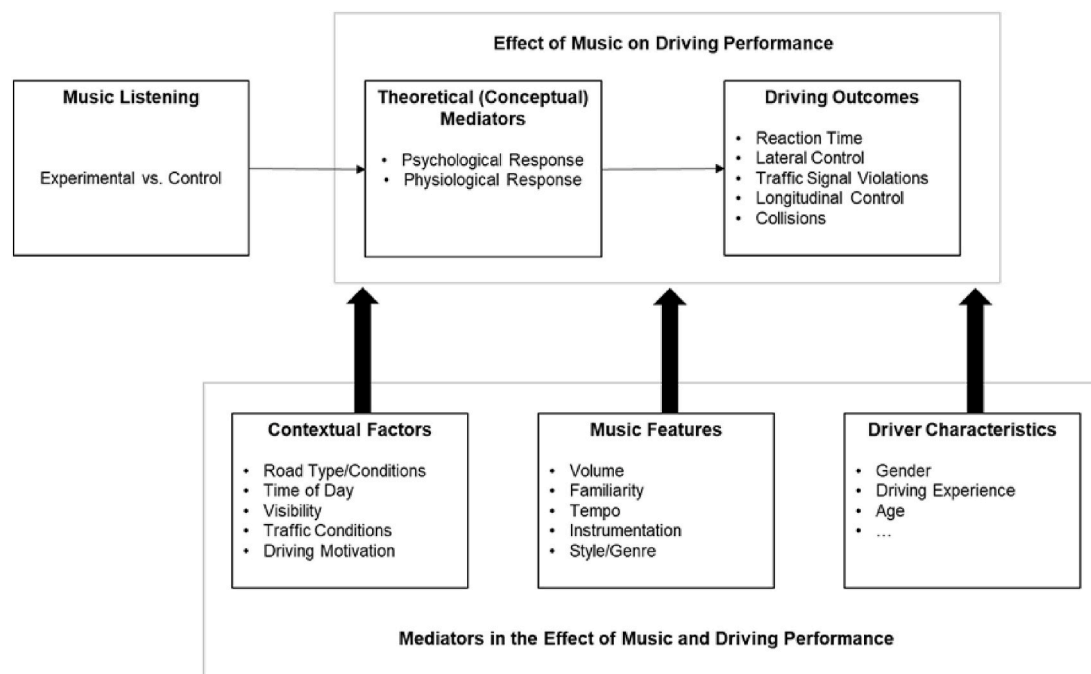 Effect of Music on Driving Performance
Music Listening
Experimental vs. Control
Theoretical (Conceptual)
Mediators
• Psychological Response
• Physiological Response
Driving Outcomes
• Reaction Time
• Lateral Control
• Traffic Signal Violations
• Longitudinal Control
• Collisions
Contextual Factors
• Road Type/Conditions
• Time of Day
• Visibility
• Traffic Conditions
• Driving Motivation
Music Features
• Volume
• Familiarity
• Tempo
• Instrumentation
• Style/Genre
Driver Characteristics
• Gender
• Driving Experience
• Age
• …
Mediators in the Effect of Music and Driving Performance